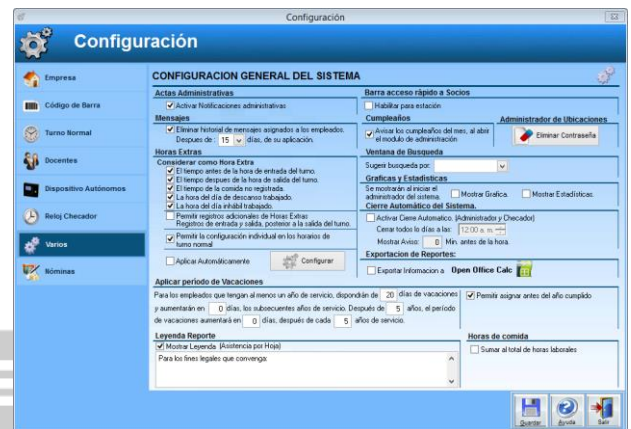 Configuración
Configuración
Empresa
Código de Barra
Turno Normal
Docentes
Dispositivo Autónomos
Reloj Checador
Varios
Nóminas
CONFIGURACION GENERAL DEL SISTEMA
Actas Administrativas
Activar Notificaciones administrativas
Mensajes
Eliminar historial de mensajes asignados a los empleados.
Despues de : 15 días, de su aplicación.
Horas Extras
Considerar como Hora Extra
El tiempo antes de la hora de entrada del turno.
El tiempo despues de la hora de salida del turno.
El tiempo de la comida no registrada.
La hora del día de descanso trabajado.
La hora del día inhábil trabajado.
Permitir registros adicionales de Horas Extras
Registros de entrada y salida, posterior a la salida del turno.
Permitir la configuración individual en los horarios de
turno normal
Aplicar Automáticamente
Configurar
Barra acceso rápido a Socios
Habilitar para estación
Cumpleaños
Avisar los cumpleaños del mes, al abrir
el modulo de administración
Administrador de Ubicaciones
Eliminar Contraseña
Ventana de Busqueda
Sugerir busqueda por:
Graficas y Estadisticas
Se mostrarán al iniciar el
administrador del sistema.
Mostrar Grafica.
Mostrar Estadísticas.
Cierre Automático del Sistema.
Activar Cierre Automatico. (Administrador y Checador)
Cerrar todos lo días a las: 12:00 a. m.
Mostrar Aviso: 8 Min. antes de la hora.
Exportacion de Reportes:
Exportar Informacion a Open Office Calc
Aplicar periodo de Vacaciones
Para los empleados que tengan al menos un año de servicio, dispondrán de 20 días de vacaciones
y aumentarán en 0 días, los subsecuentes años de servicio. Después de 5 años, el período
de vacaciones aumentará en 0 días, después de cada 5 años de servicio.
Permitir asignar antes del año cumplido
Leyenda Reporte
Mostrar Leyenda (Asistencia por Hoja)
Para los fines legales que convenga:
Horas de comida
Sumar al total de horas laborales
Guardar
Ayuda
Salir